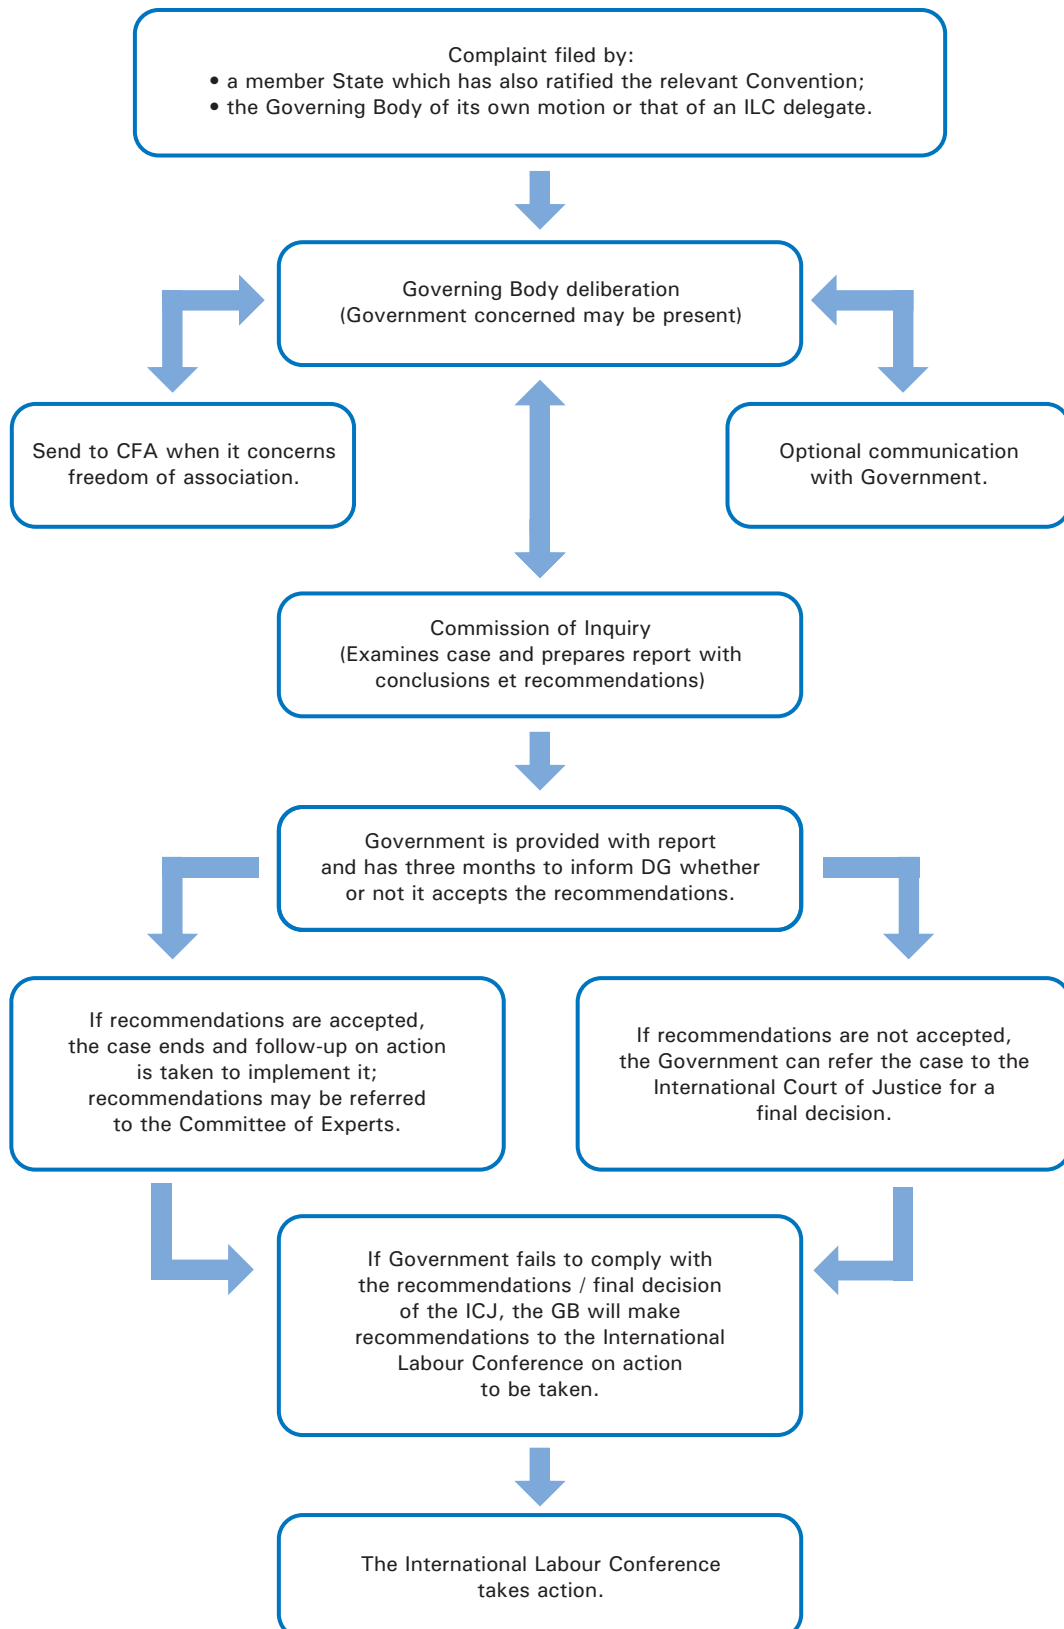 Complaint filed by:
• a member State which has also ratified the relevant Convention;
• the Governing Body of its own motion or that of an ILC delegate.
Governing Body deliberation
(Government concerned may be present)
Send to CFA when it concerns
freedom of association.
Optional communication
with Government.
Commission of Inquiry
(Examines case and prepares report with
conclusions et recommendations)
Government is provided with report
and has three months to inform DG whether
or not it accepts the recommendations.
If recommendations are accepted,
the case ends and follow-up on action
is taken to implement it;
recommendations may be referred
to the Committee of Experts.
If recommendations are not accepted,
the Government can refer the case to the
International Court of Justice for a
final decision.
If Government fails to comply with
the recommendations / final decision
of the ICJ, the GB will make
recommendations to the International
Labour Conference on action
to be taken.
The International Labour Conference
takes action.